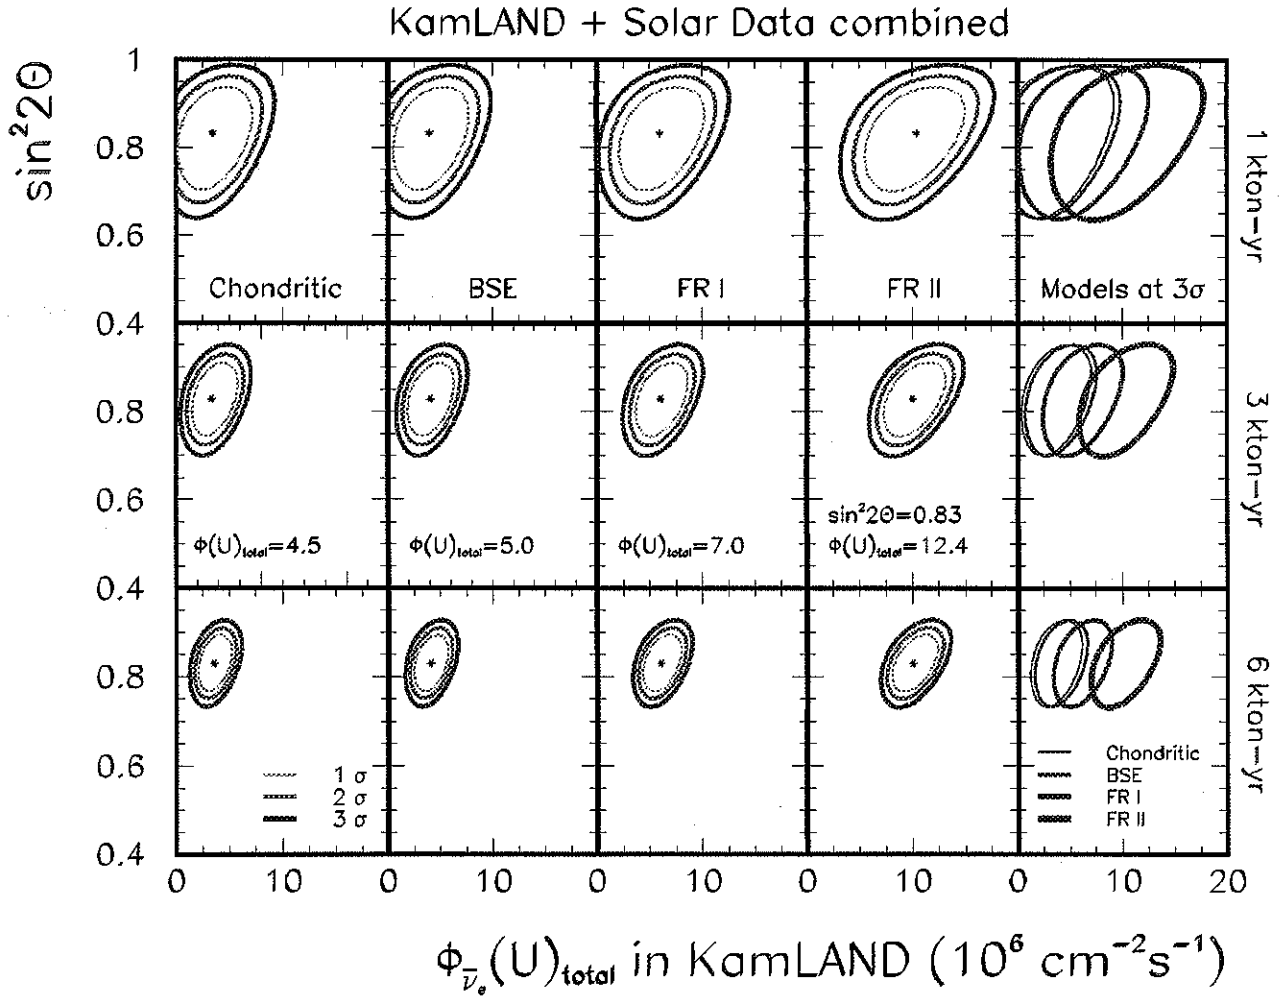 KamLAND + Solar Data combined
sin²2Θ
1
0.8
0.6
0.4
Chondritic
BSE
FR I
FR II
Models at 3σ
1 kton-yr
0.8
0.6
0.4
ϕ(U)total=4.5
ϕ(U)total=5.0
ϕ(U)total=7.0
sin²2Θ=0.83
ϕ(U)total=12.4
3 kton-yr
0.8
0.6
0.4
1 σ
2 σ
3 σ
Chondritic
BSE
FR I
FR II
6 kton-yr
0 10 0 10 0 10 0 10 0 10 20
ϕν̄e(U)total in KamLAND (10⁶ cm⁻²s⁻¹)